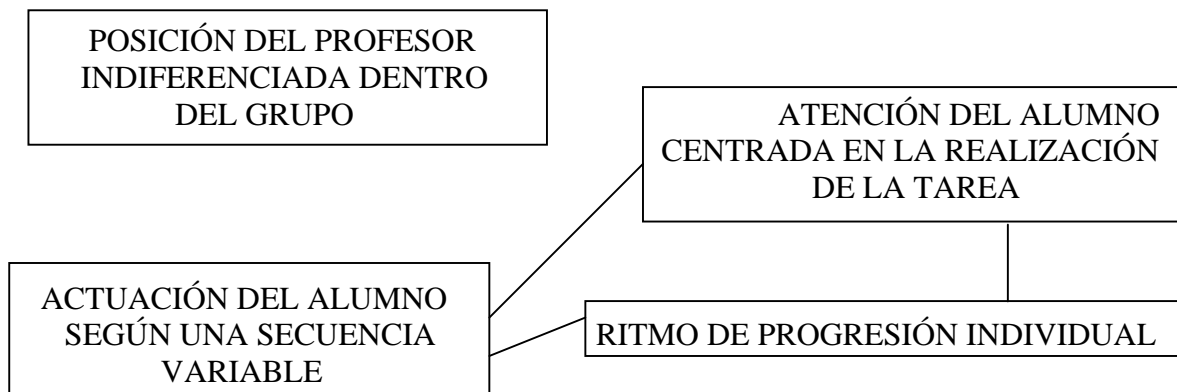 POSICIÓN DEL PROFESOR
INDIFERENCIADA DENTRO
DEL GRUPO
ATENCIÓN DEL ALUMNO
CENTRADA EN LA REALIZACIÓN
DE LA TAREA
ACTUACIÓN DEL ALUMNO
SEGÚN UNA SECUENCIA
VARIABLE
RITMO DE PROGRESIÓN INDIVIDUAL